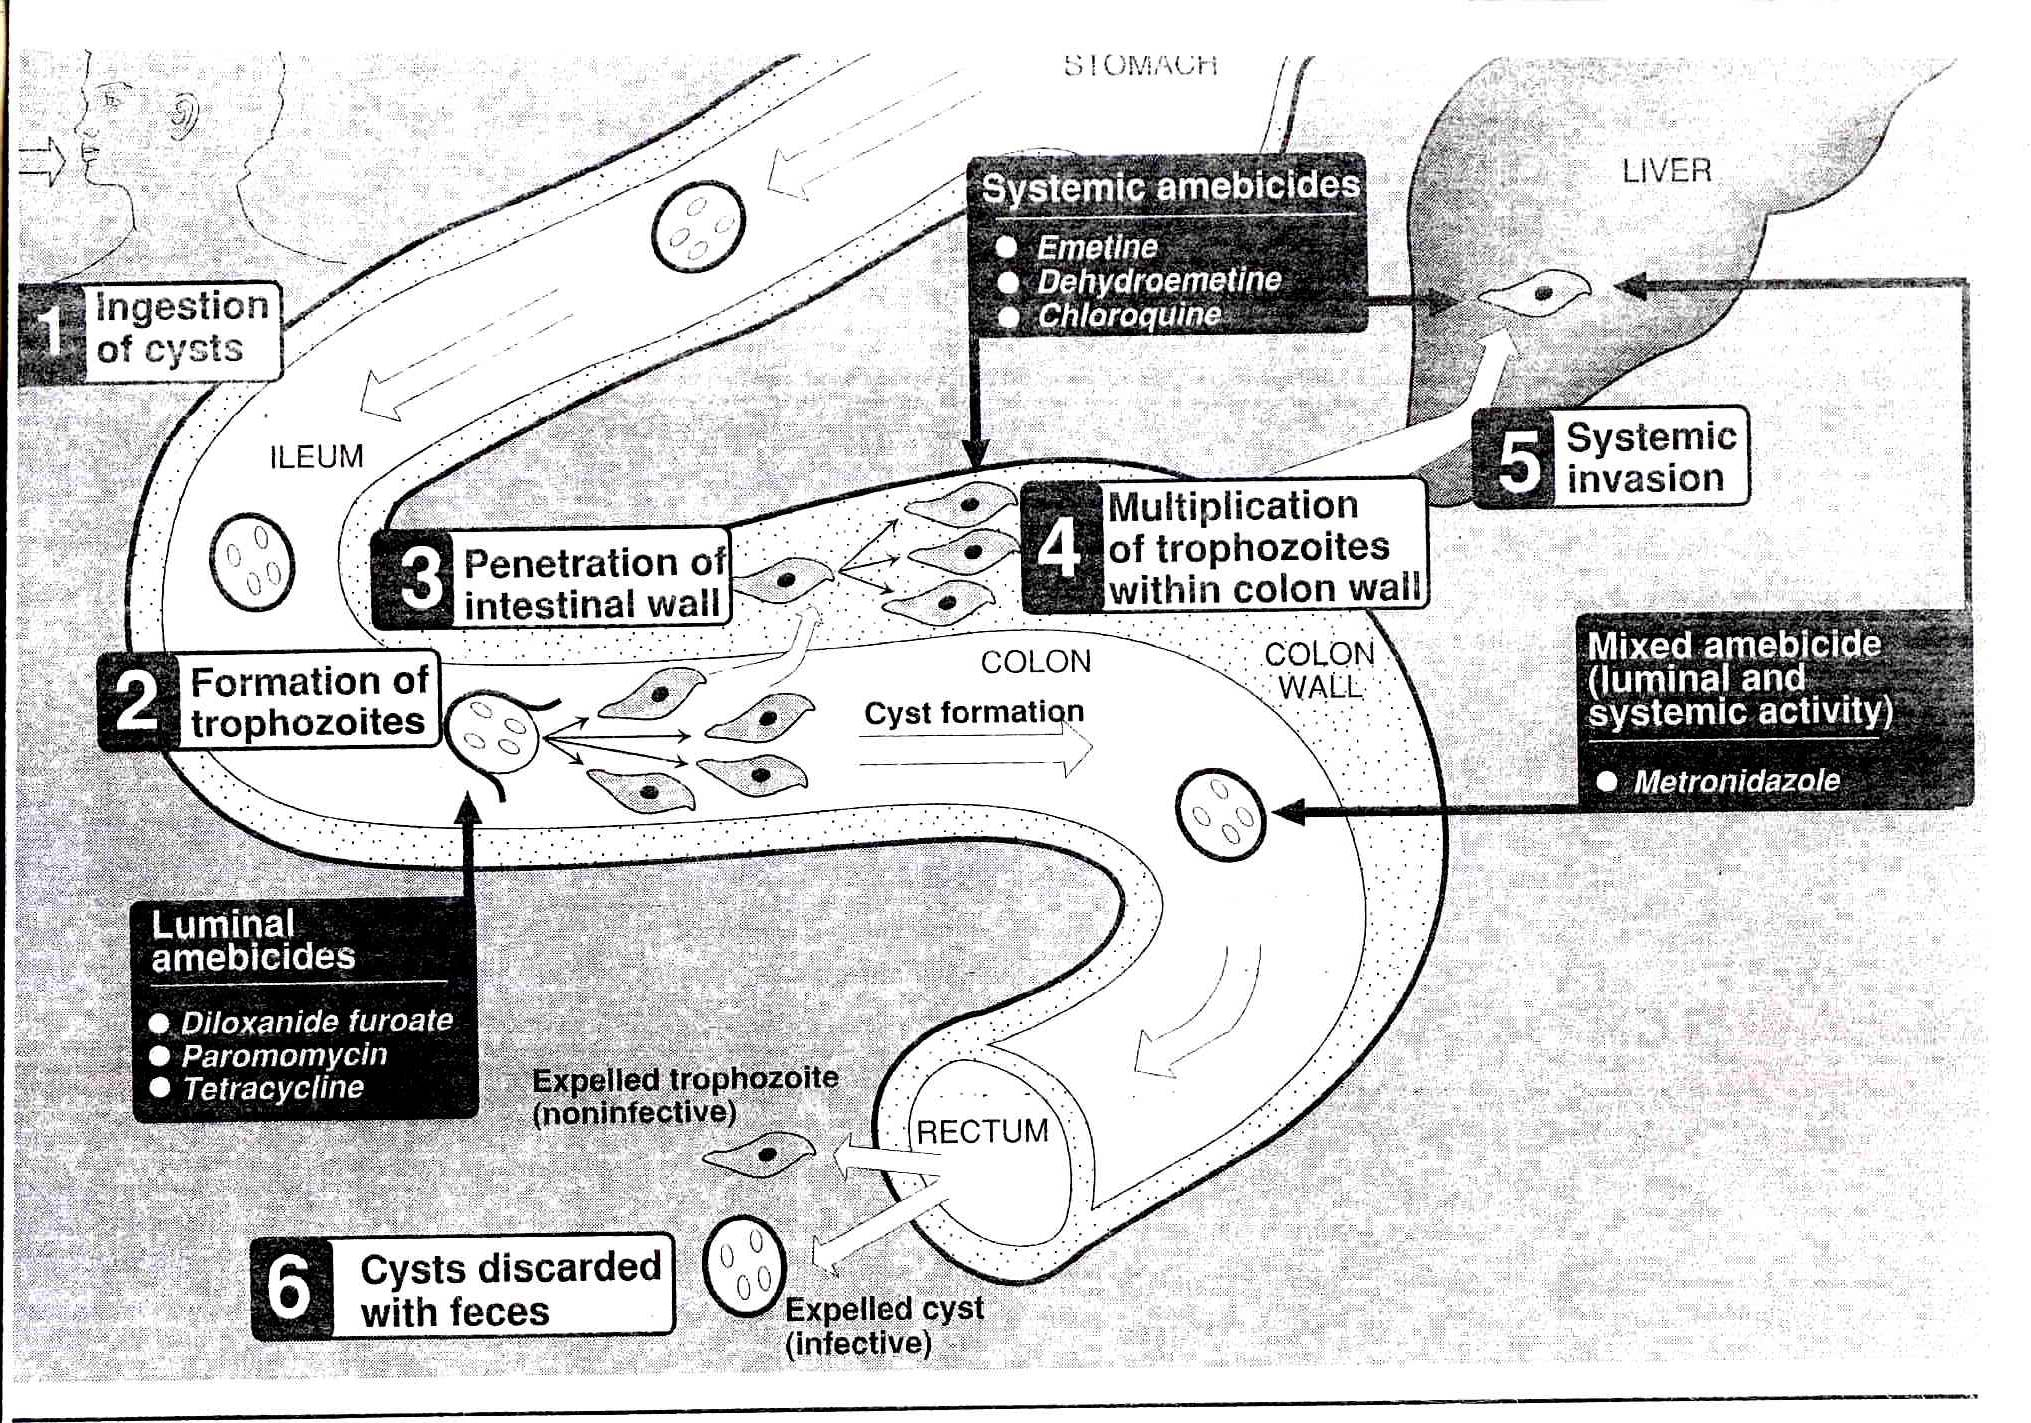 STOMACH
LIVER
Systemic amebicides
Emetine
Dehydroemetine
Chloroquine
1
Ingestion
of cysts
ILEUM
5
Systemic
invasion
4
Multiplication
of trophozoites
within colon wall
3
Penetration of
intestinal wall
2
Formation of
trophozoites
COLON
COLON
WALL
Cyst formation
Mixed amebicide
(luminal and
systemic activity)
Metronidazole
Luminal
amebicides
Diloxanide furoate
Paromomycin
Tetracycline
Expelled trophozoite
(noninfective)
RECTUM
6
Cysts discarded
with feces
Expelled cyst
(infective)